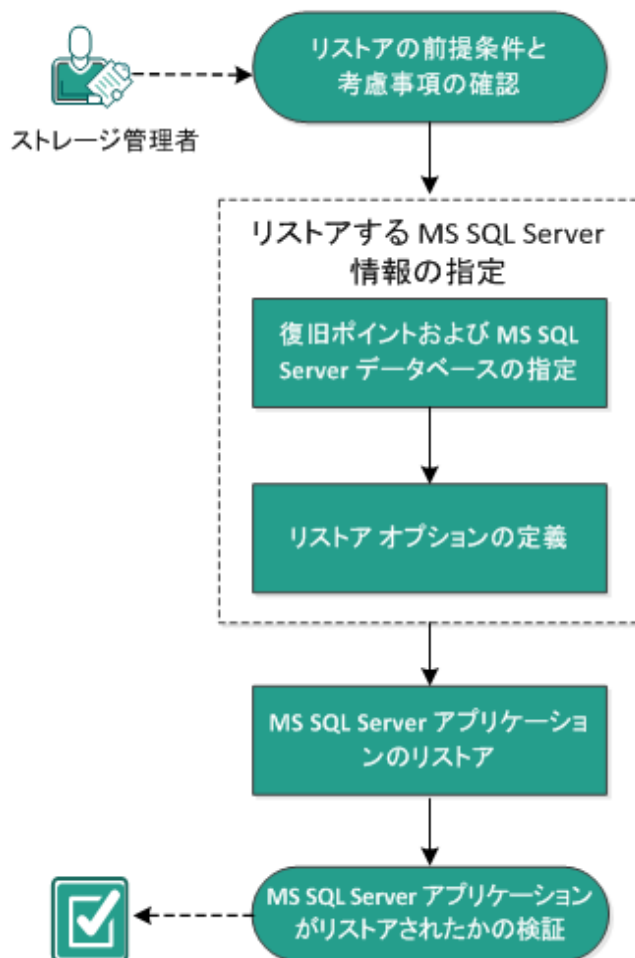 リストアの前提条件と
考慮事項の確認
ストレージ管理者
リストアする MS SQL Server
情報の指定
復旧ポイントおよび MS SQL
Server データベースの指定
リストア オプションの定義
MS SQL Server アプリケーショ
ンのリストア
MS SQL Server アプリケーション
がリストアされたかの検証